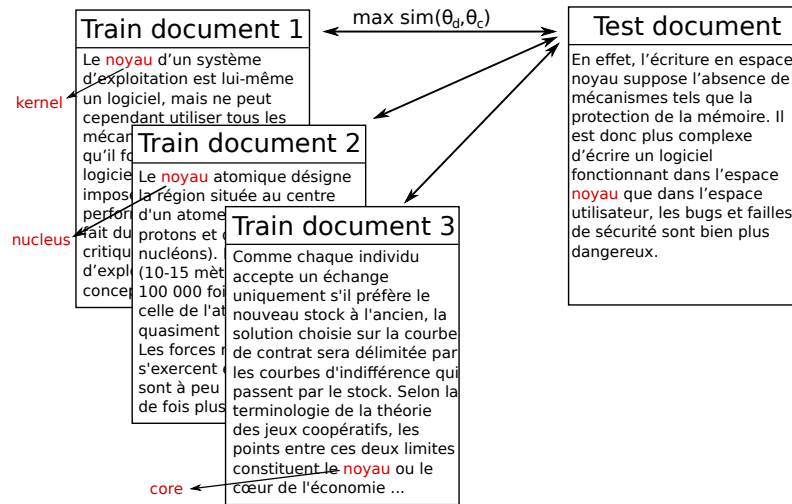 Train document 1
max sim(θd,θc)
Test document
Le noyau d’un système
d’exploitation est lui-même
un logiciel, mais ne peut
cependant utiliser tous les
mécan
qu’il fo
logicie
impose
perform
fait du
critiqu
d’explo
concep
kernel
Train document 2
Le noyau atomique désigne
la région située au centre
d'un atome
protons et
nucléons).
(10-15 mèt
100 000 foi
celle de l'at
quasiment
Les forces
s'exercent
sont à peu
de fois plus
nucleus
Train document 3
Comme chaque individu
accepte un échange
uniquement s'il préfère le
nouveau stock à l'ancien, la
solution choisie sur la courbe
de contrat sera délimitée par
les courbes d'indifférence qui
passent par le stock. Selon la
terminologie de la théorie
des jeux coopératifs, les
points entre ces deux limites
constituent le noyau ou le
cœur de l'économie ...
core
En effet, l’écriture en espace
noyau suppose l’absence de
mécanismes tels que la
protection de la mémoire. Il
est donc plus complexe
d’écrire un logiciel
fonctionnant dans l’espace
noyau que dans l’espace
utilisateur, les bugs et failles
de sécurité sont bien plus
dangereux.